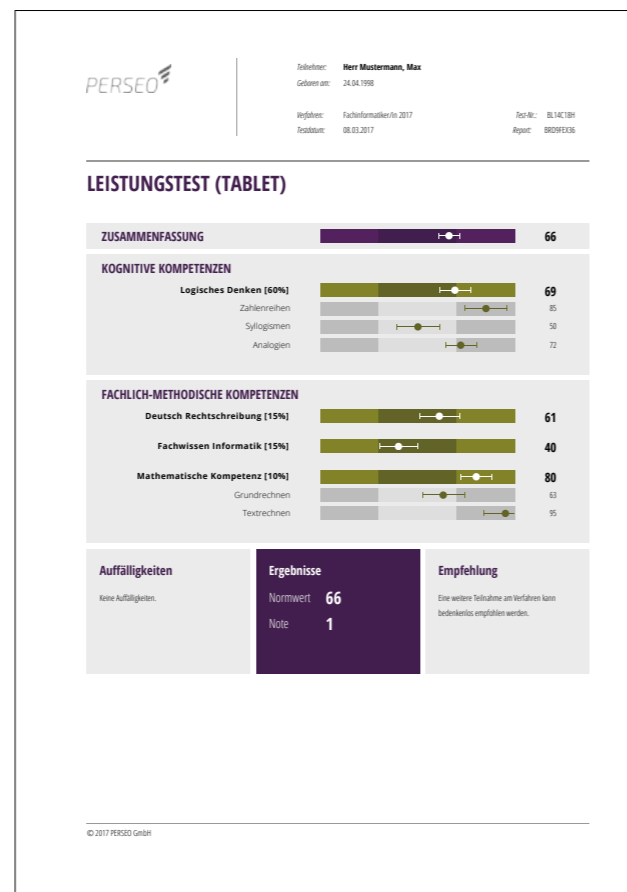 PERSEO
Teilnehmer: Herr Mustermann, Max
Geboren am: 24.04.1998
Verfahren: Fachinformatiker/in 2017 Test-Nr.: BL14C18H
Testdatum: 08.03.2017 Report: BRD9FEX36
LEISTUNGSTEST (TABLET)
ZUSAMMENFASSUNG 66
KOGNITIVE KOMPETENZEN
Logisches Denken [60%] 69
Zahlenreihen 85
Syllogismen 50
Analogien 72
FACHLICH-METHODISCHE KOMPETENZEN
Deutsch Rechtschreibung [15%] 61
Fachwissen Informatik [15%] 40
Mathematische Kompetenz [10%] 80
Grundrechnen 63
Textrechnen 95
Auffälligkeiten
Keine Auffälligkeiten.
Ergebnisse
Normwert 66
Note 1
Empfehlung
Eine weitere Teilnahme am Verfahren kann
bedenkenlos empfohlen werden.
© 2017 PERSEO GmbH